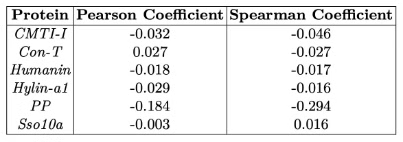 Protein Pearson Coefficient Spearman Coefficient
CMTI-I -0.032 -0.046
Con-T 0.027 -0.027
Humanin -0.018 -0.017
Hylin-a1 -0.029 -0.016
PP -0.184 -0.294
Sso10a -0.003 0.016